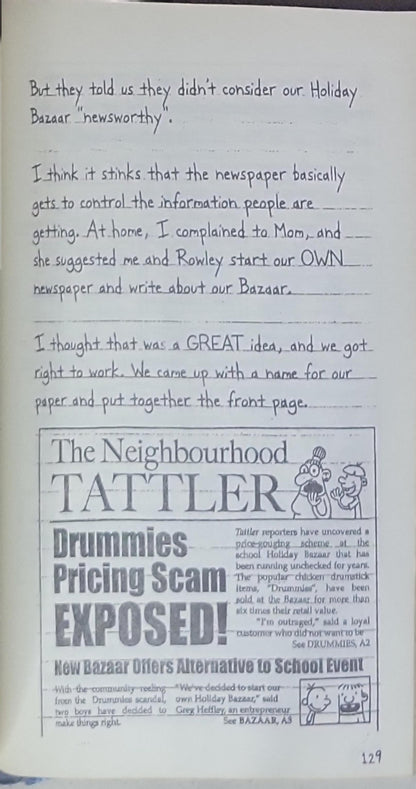 But they told us they didn't consider our Holiday
Bazaar "newsworthy".
I think it stinks that the newspaper basically
gets to control the information people are
getting. At home, I complained to Mom, and
she suggested me and Rowley start our OWN
newspaper and write about our Bazaar.
I thought that was a GREAT idea, and we got
right to work. We came up with a name for our
paper and put together the front page.
The Neighbourhood
TATTLER
Drummies
Pricing Scam
EXPOSED!
Tattler reporters have uncovered a
price-gouging scheme at the
school Holiday Bazaar that has
been running unchecked for years.
The popular chicken drumstick
items, "Drummies", have been
sold at the Bazaar for more than
six times their retail value.
"I'm outraged," said a loyal
customer who did not want to be
See DRUMMIES, A2
New Bazaar Offers Alternative to School Event
With the community reeling
from the Drummies scandal,
two boys have decided to
make things right.
"We've decided to start our
own Holiday Bazaar," said
Greg Heffley, an entrepreneur
See BAZAAR, A3
129